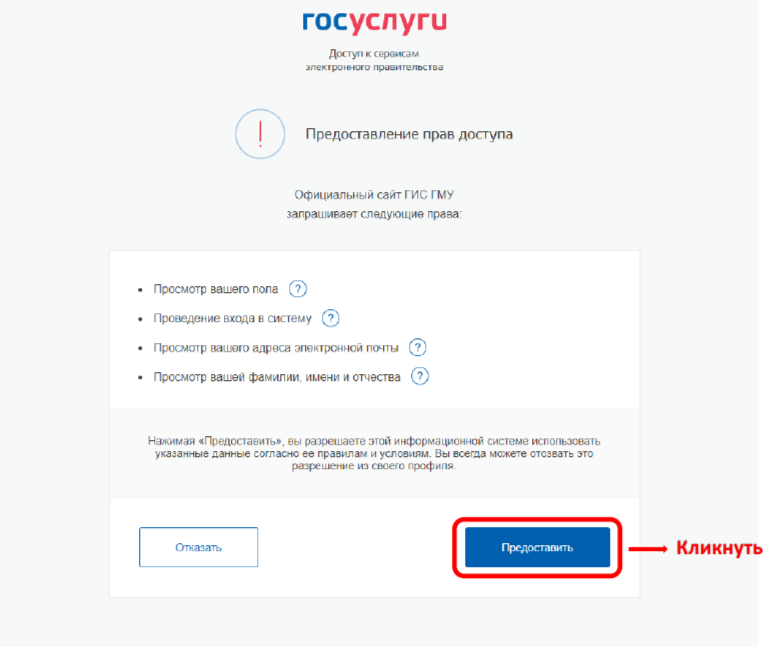 госуслуги
Доступ к сервисам
электронного правительства
!
Предоставление прав доступа
Официальный сайт ГИС ГМУ
запрашивает следующие права:
• Просмотр вашего пола ?
• Проведение входа в систему ?
• Просмотр вашего адреса электронной почты ?
• Просмотр вашей фамилии, имени и отчества ?
Нажимая «Предоставить», вы разрешаете этой информационной системе использовать
указанные данные согласно ее правилам и условиям. Вы всегда можете отозвать это
разрешение из своего профиля.
Отказать
Предоставить
Кликнуть